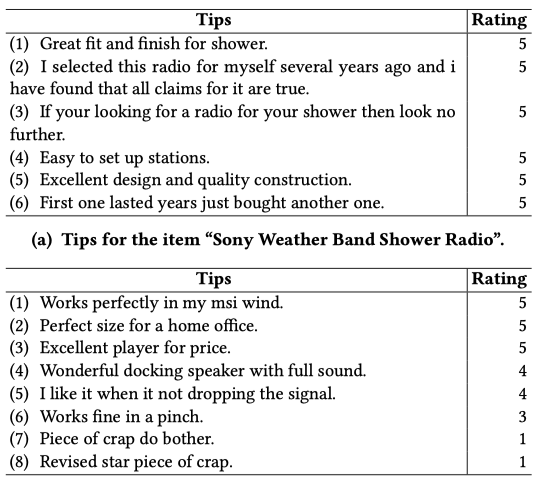 Tips Rating
(1) Great fit and finish for shower. 5
(2) I selected this radio for myself several years ago and i 5
have found that all claims for it are true.
(3) If your looking for a radio for your shower then look no 5
further.
(4) Easy to set up stations. 5
(5) Excellent design and quality construction. 5
(6) First one lasted years just bought another one. 5
(a) Tips for the item “Sony Weather Band Shower Radio”.
Tips Rating
(1) Works perfectly in my msi wind. 5
(2) Perfect size for a home office. 5
(3) Excellent player for price. 5
(4) Wonderful docking speaker with full sound. 4
(5) I like it when it not dropping the signal. 4
(6) Works fine in a pinch. 3
(7) Piece of crap do bother. 1
(8) Revised star piece of crap. 1